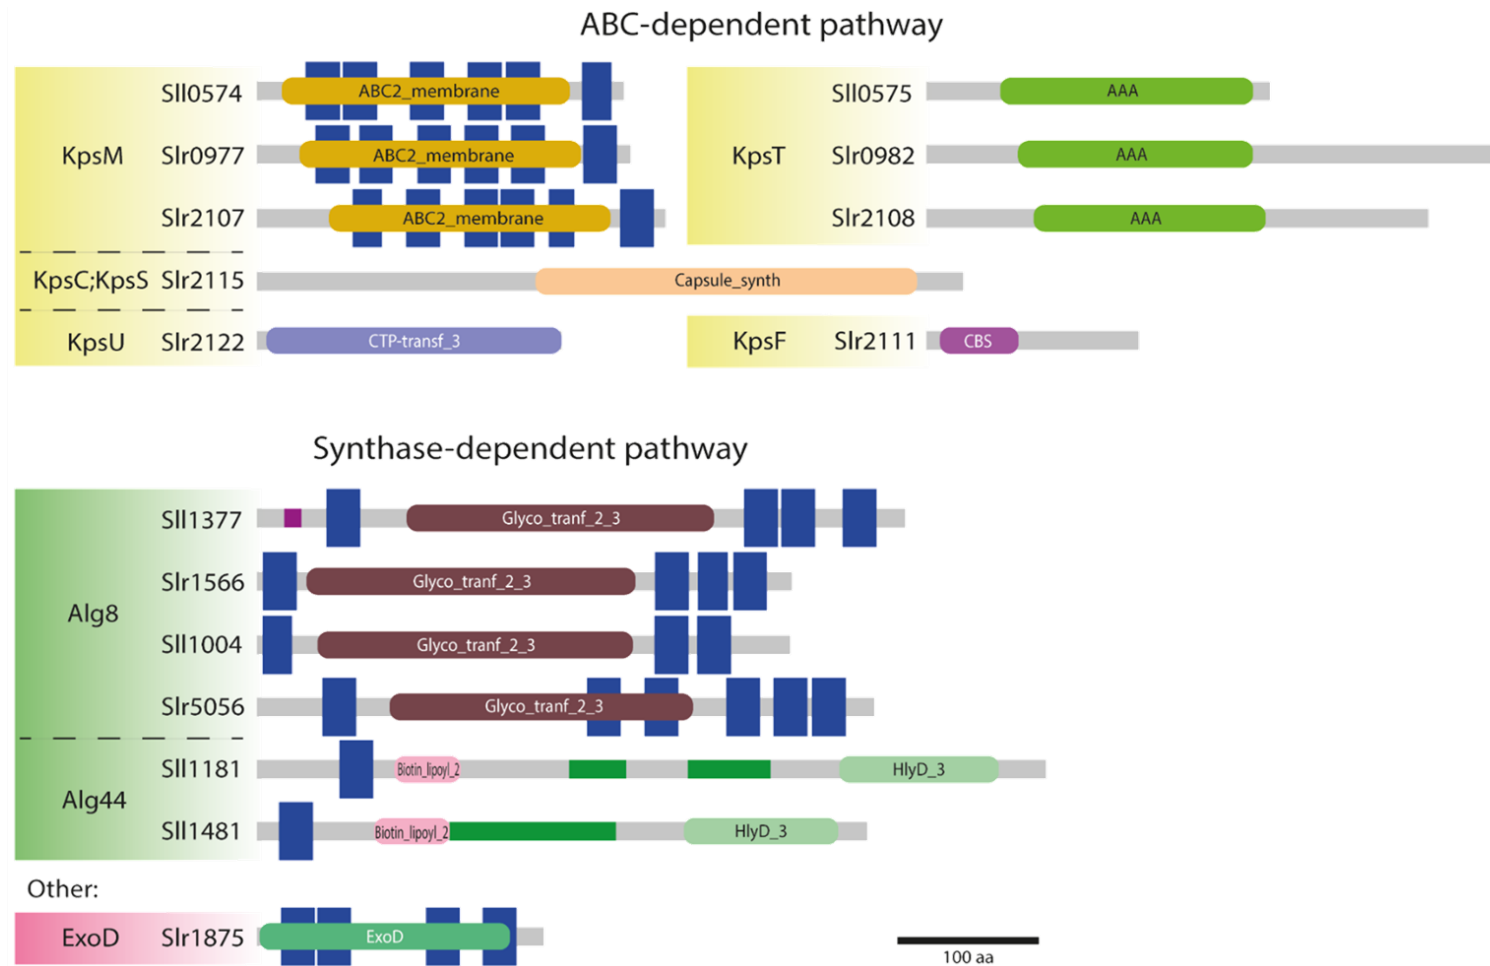 ABC-dependent pathway
Sll0574 ABC2_membrane
KpsM Slr0977 ABC2_membrane
Slr2107 ABC2_membrane
KpsC;KpsS Slr2115 Capsule_synth
KpsU Slr2122 CTP-transf_3
Sll0575 AAA
KpsT Slr0982 AAA
Slr2108 AAA
KpsF Slr2111 CBS
Synthase-dependent pathway
Sll1377 Glyco_tranf_2_3
Slr1566 Glyco_tranf_2_3
Alg8
Sll1004 Glyco_tranf_2_3
Slr5056 Glyco_tranf_2_3
Sll1181 Biotin_lipoyl_2 HlyD_3
Alg44
Sll1481 Biotin_lipoyl_2 HlyD_3
Other:
ExoD Slr1875 ExoD
100 aa